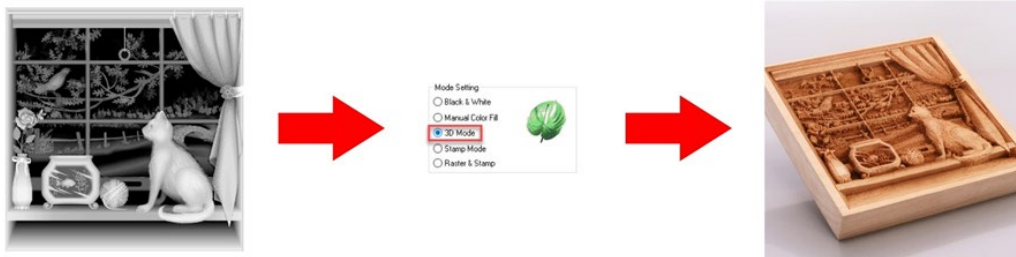 Mode Setting
Black & White
Manual Color Fill
3D Mode
Stamp Mode
Raster & Stamp